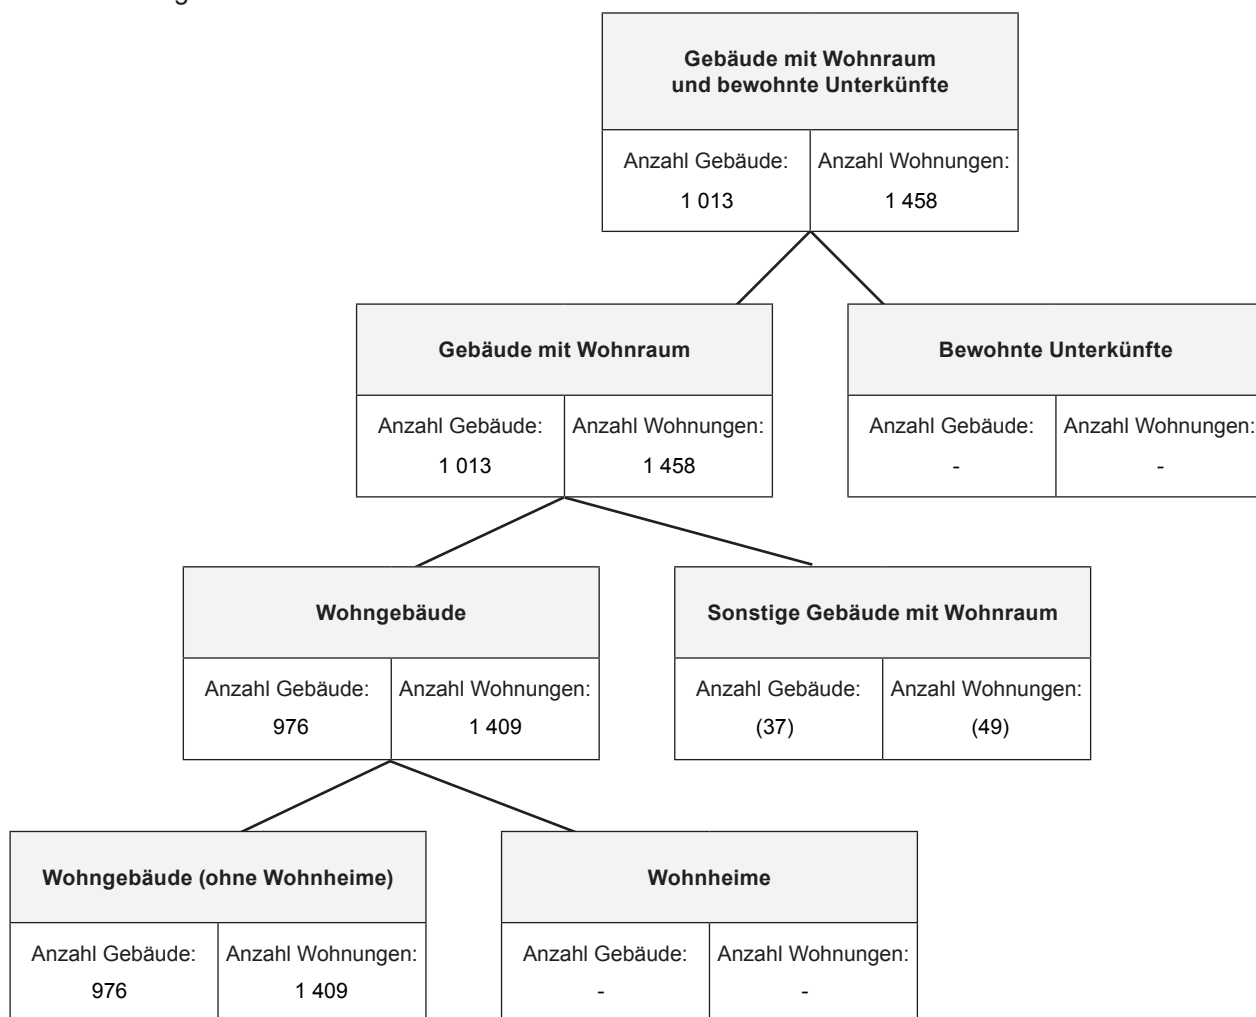 Gebäude mit Wohnraum
und bewohnte Unterkünfte
Anzahl Gebäude: Anzahl Wohnungen:
1 013 1 458
Gebäude mit Wohnraum Bewohnte Unterkünfte
Anzahl Gebäude: Anzahl Wohnungen: Anzahl Gebäude: Anzahl Wohnungen:
1 013 1 458 - -
Wohngebäude Sonstige Gebäude mit Wohnraum
Anzahl Gebäude: Anzahl Wohnungen: Anzahl Gebäude: Anzahl Wohnungen:
976 1 409 (37) (49)
Wohngebäude (ohne Wohnheime) Wohnheime
Anzahl Gebäude: Anzahl Wohnungen: Anzahl Gebäude: Anzahl Wohnungen:
976 1 409 - -